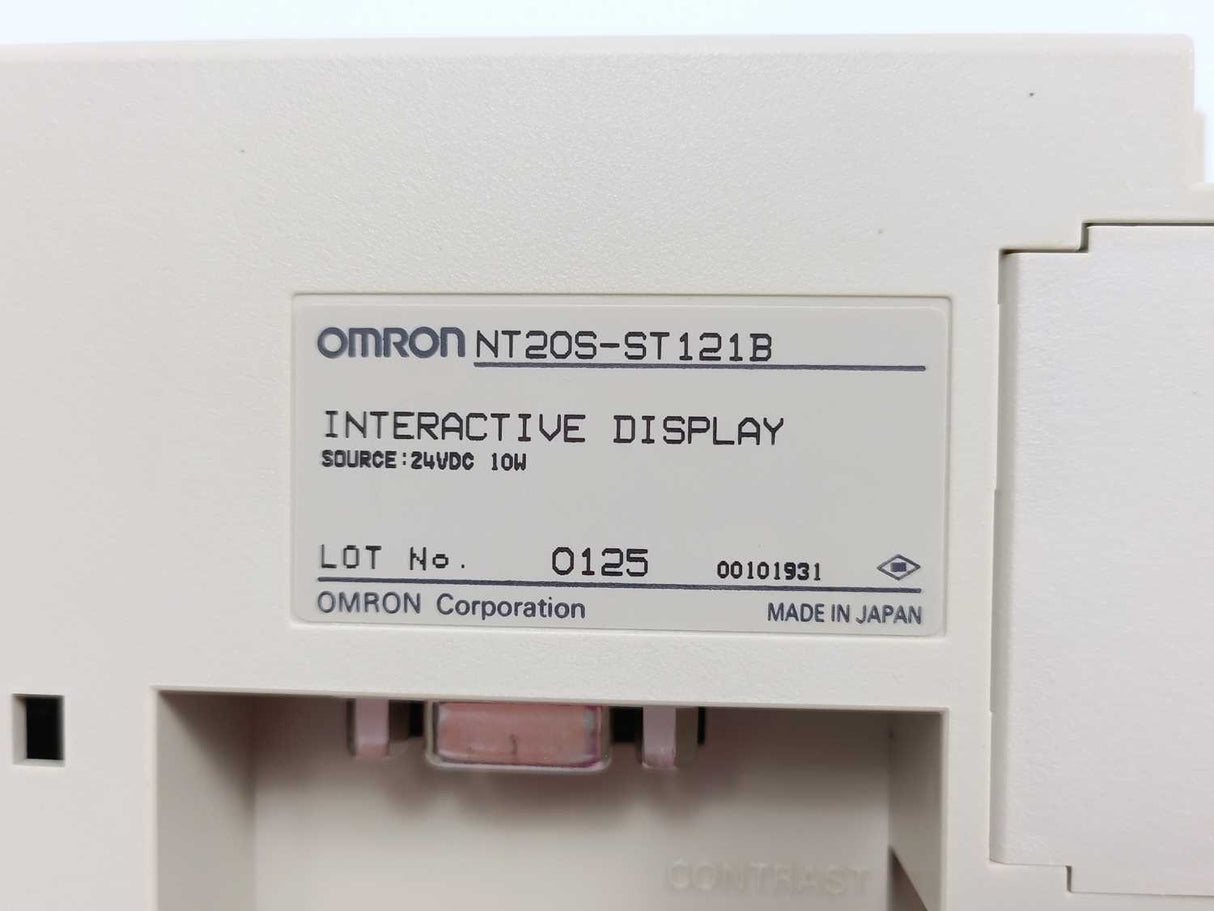 OMRON NT20S-ST121B
INTERACTIVE DISPLAY
SOURCE:24VDC 10W
LOT No. 0125 00101931
OMRON Corporation MADE IN JAPAN
CONTRAST